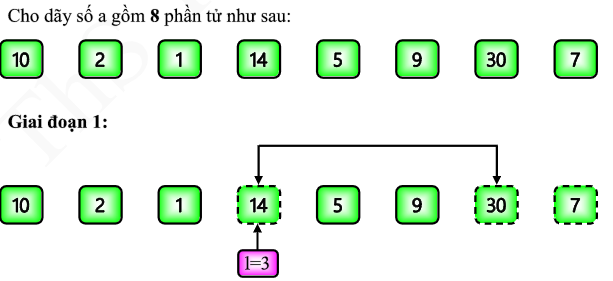 Cho dãy số a gồm 8 phần tử như sau:
10 2 1 14 5 9 30 7
Giai đoạn 1:
10 2 1 14 5 9 30 7
l=3